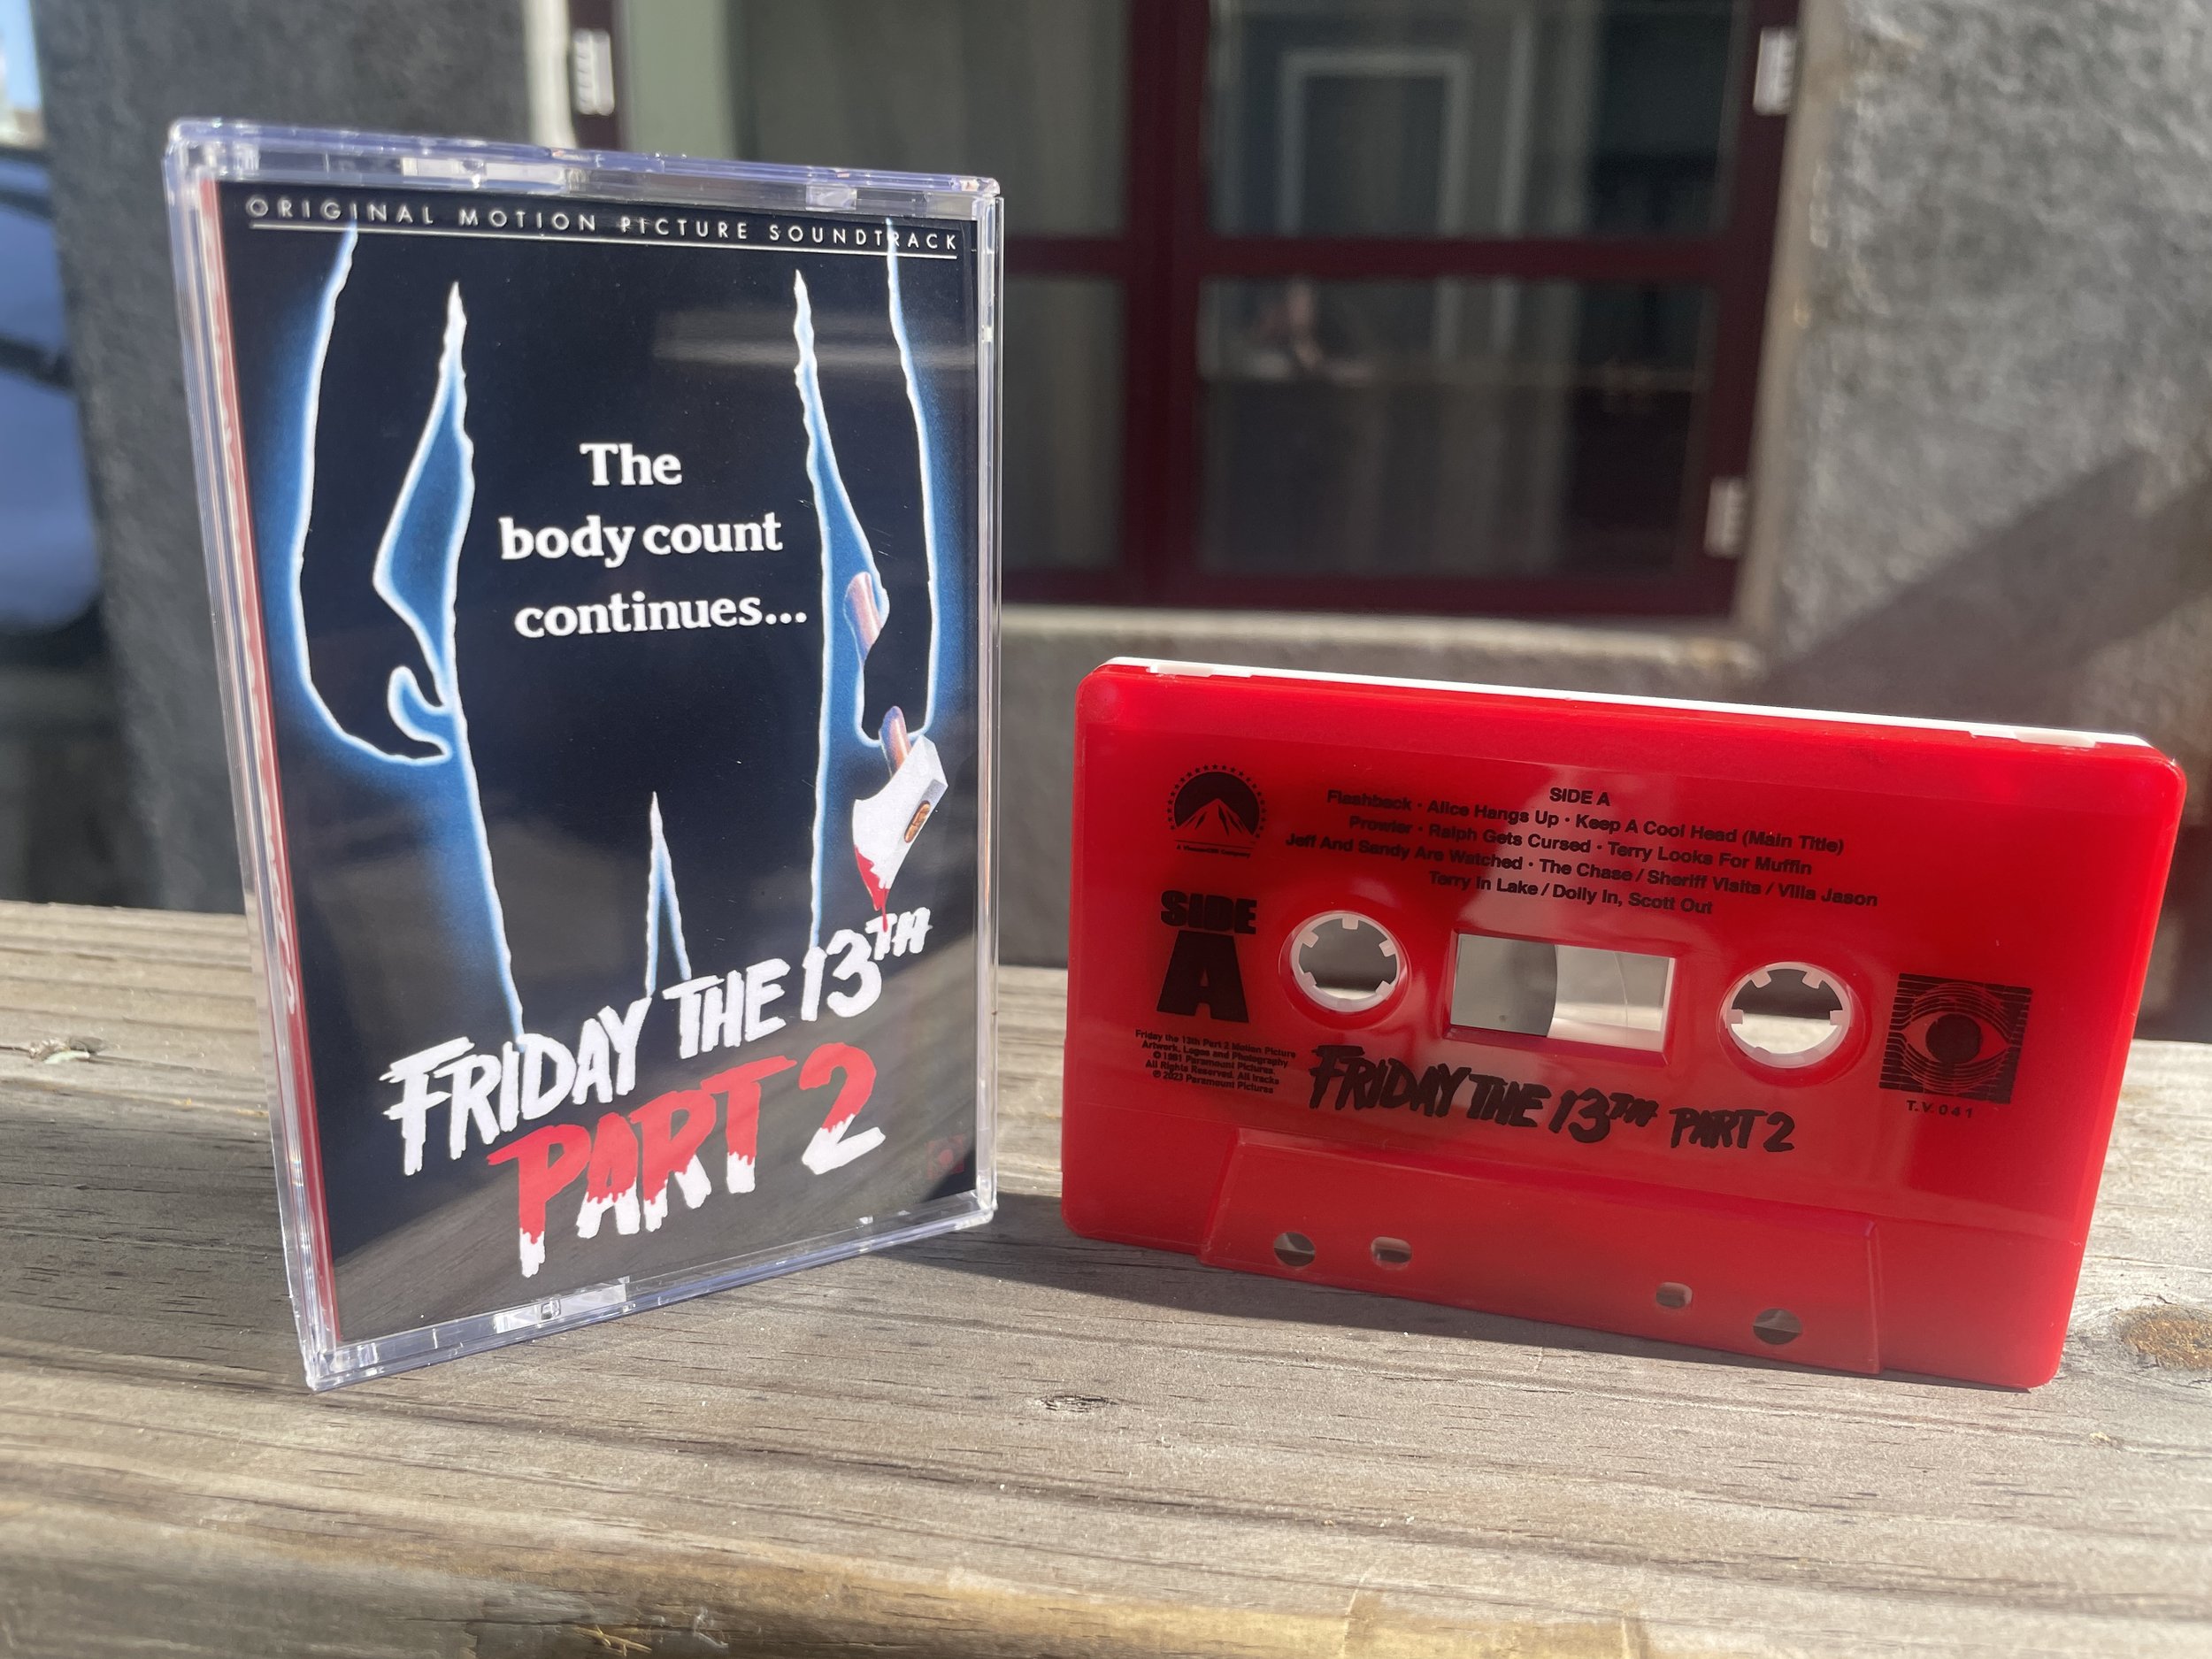 ORIGINAL MOTION PICTURE SOUNDTRACK
The
body count
continues...
FRIDAY THE 13TH
PART 2
SIDE A
Flashback · Alice Hangs Up · Keep A Cool Head (Main Title)
Prowler · Ralph Gets Cursed · Terry Looks For Muffin
Jeff And Sandy Are Watched · The Chase / Sheriff Visits / Villa Jason
Terry In Lake / Dolly In, Scott Out
SIDE
A
Friday the 13th Part 2 Motion Picture
Artwork, Logos and Photography
© 1981 Paramount Pictures.
All Rights Reserved. All tracks
© 2023 Paramount Pictures
FRIDAY THE 13TH PART 2
T.V. 041